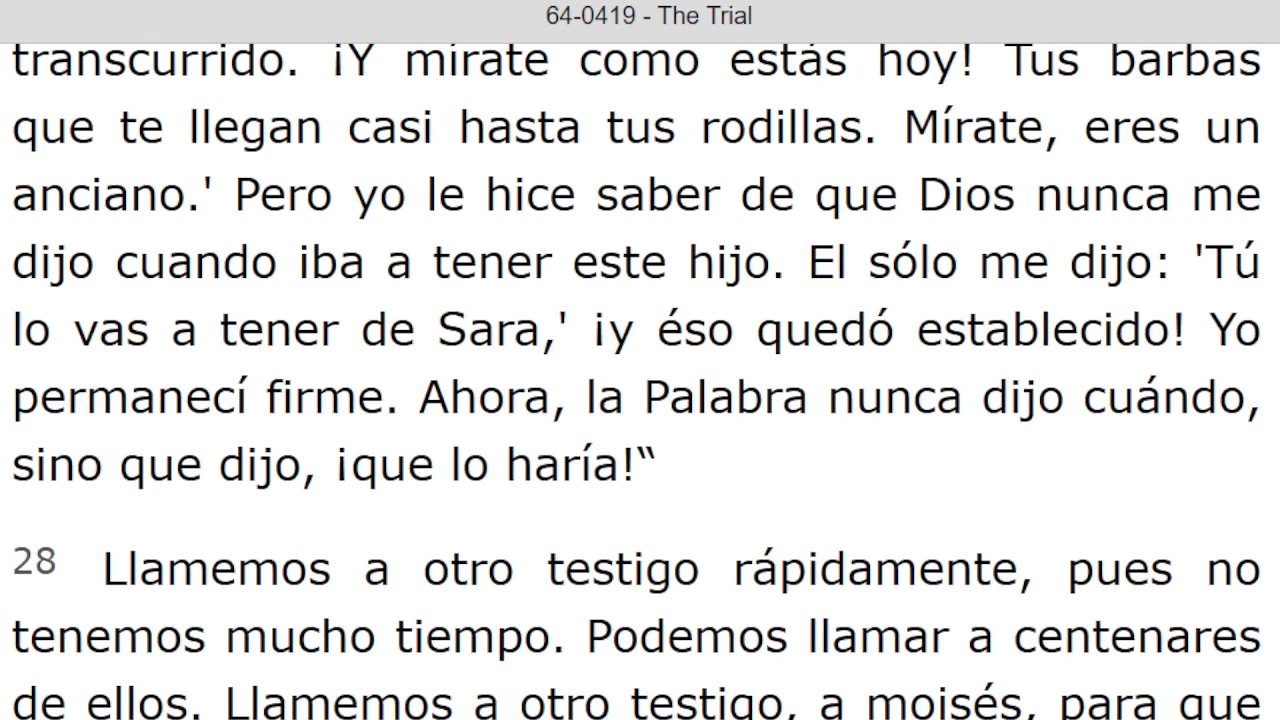 64-0419 - The Trial
transcurrido. ¡Y mírate como estás hoy! Tus barbas
que te llegan casi hasta tus rodillas. Mírate, eres un
anciano.' Pero yo le hice saber de que Dios nunca me
dijo cuando iba a tener este hijo. El sólo me dijo: 'Tú
lo vas a tener de Sara,' ¡y éso quedó establecido! Yo
permanecí firme. Ahora, la Palabra nunca dijo cuándo,
sino que dijo, ¡que lo haría!“
28 Llamemos a otro testigo rápidamente, pues no
tenemos mucho tiempo. Podemos llamar a centenares
de ellos. Llamemos a otro testigo, a moisés, para que